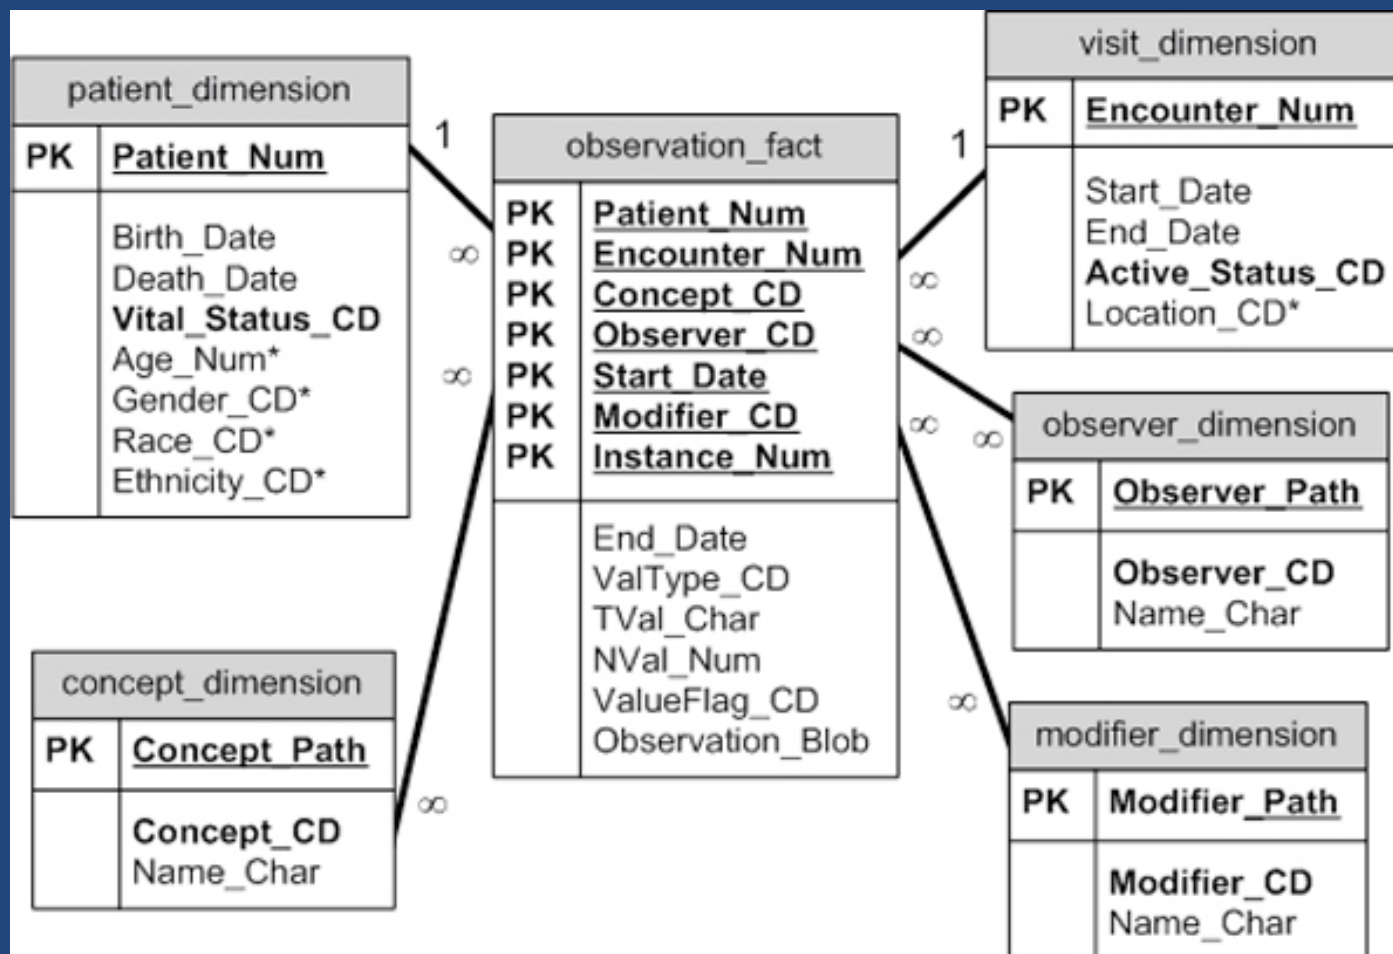 patient_dimension
PK Patient_Num
Birth_Date
Death_Date
Vital_Status_CD
Age_Num*
Gender_CD*
Race_CD*
Ethnicity_CD*
1
∞
observation_fact
PK Patient_Num
PK Encounter_Num
PK Concept_CD
PK Observer_CD
PK Start_Date
PK Modifier_CD
PK Instance_Num
End_Date
ValType_CD
TVal_Char
NVal_Num
ValueFlag_CD
Observation_Blob
1
∞
visit_dimension
PK Encounter_Num
Start_Date
End_Date
Active_Status_CD
Location_CD*
∞
∞
observer_dimension
PK Observer_Path
Observer_CD
Name_Char
∞
∞
concept_dimension
PK Concept_Path
Concept_CD
Name_Char
∞
∞
modifier_dimension
PK Modifier_Path
Modifier_CD
Name_Char